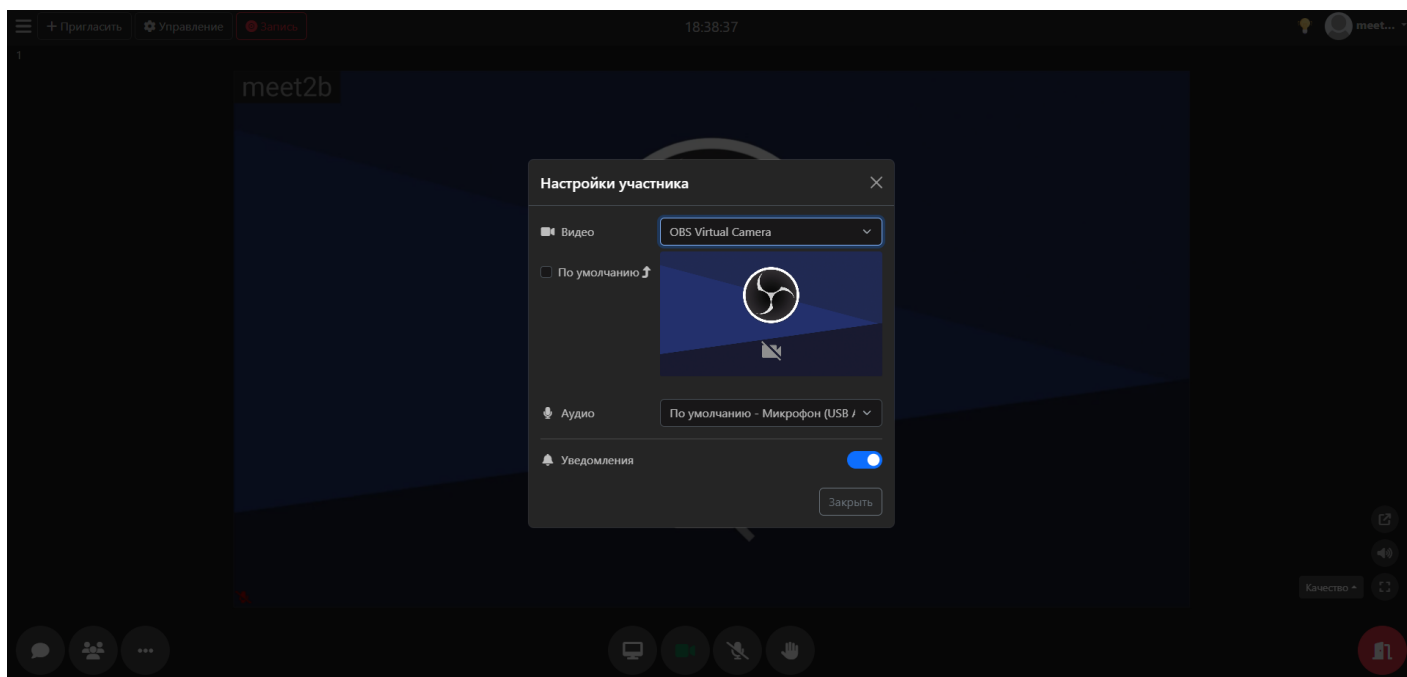 Пригласить Управление Запись 18:38:37 meet...
1
meet2b
Настройки участника
Видео OBS Virtual Camera
По умолчанию
Аудио По умолчанию - Микрофон (USB
Уведомления
Закрыть
Качество